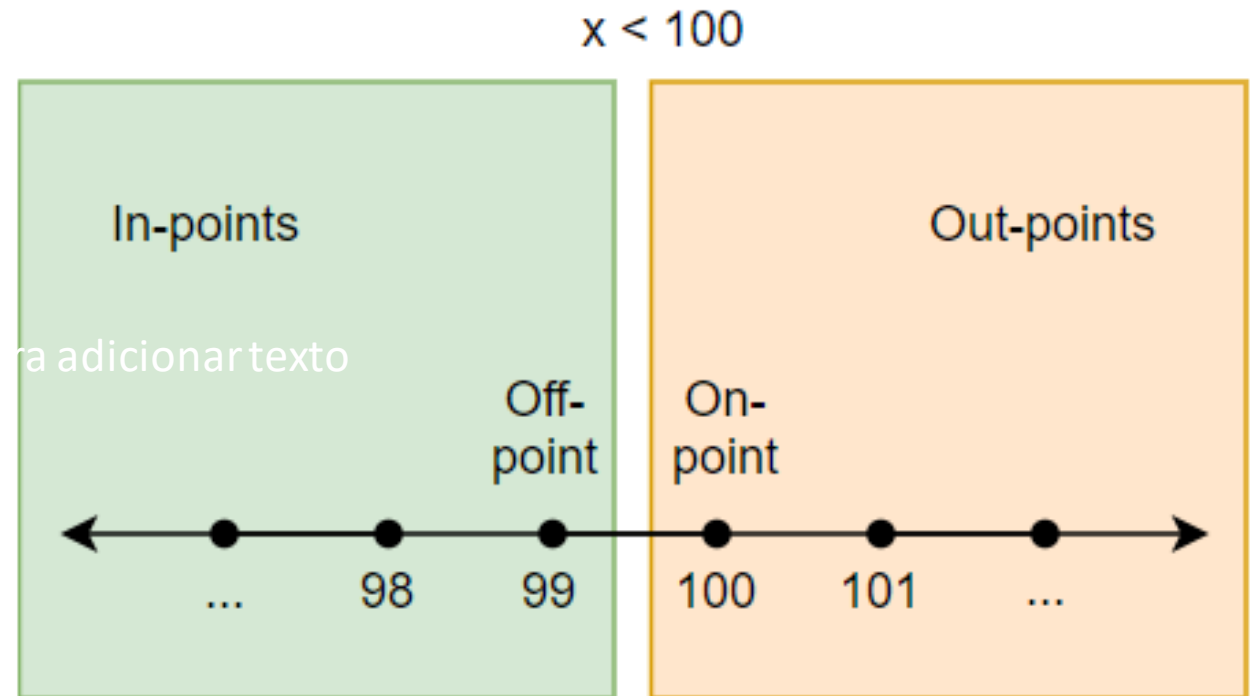 x < 100
In-points
Out-points
ra adicionar texto
Off-
point
On-
point
... 98 99 100 101 ...